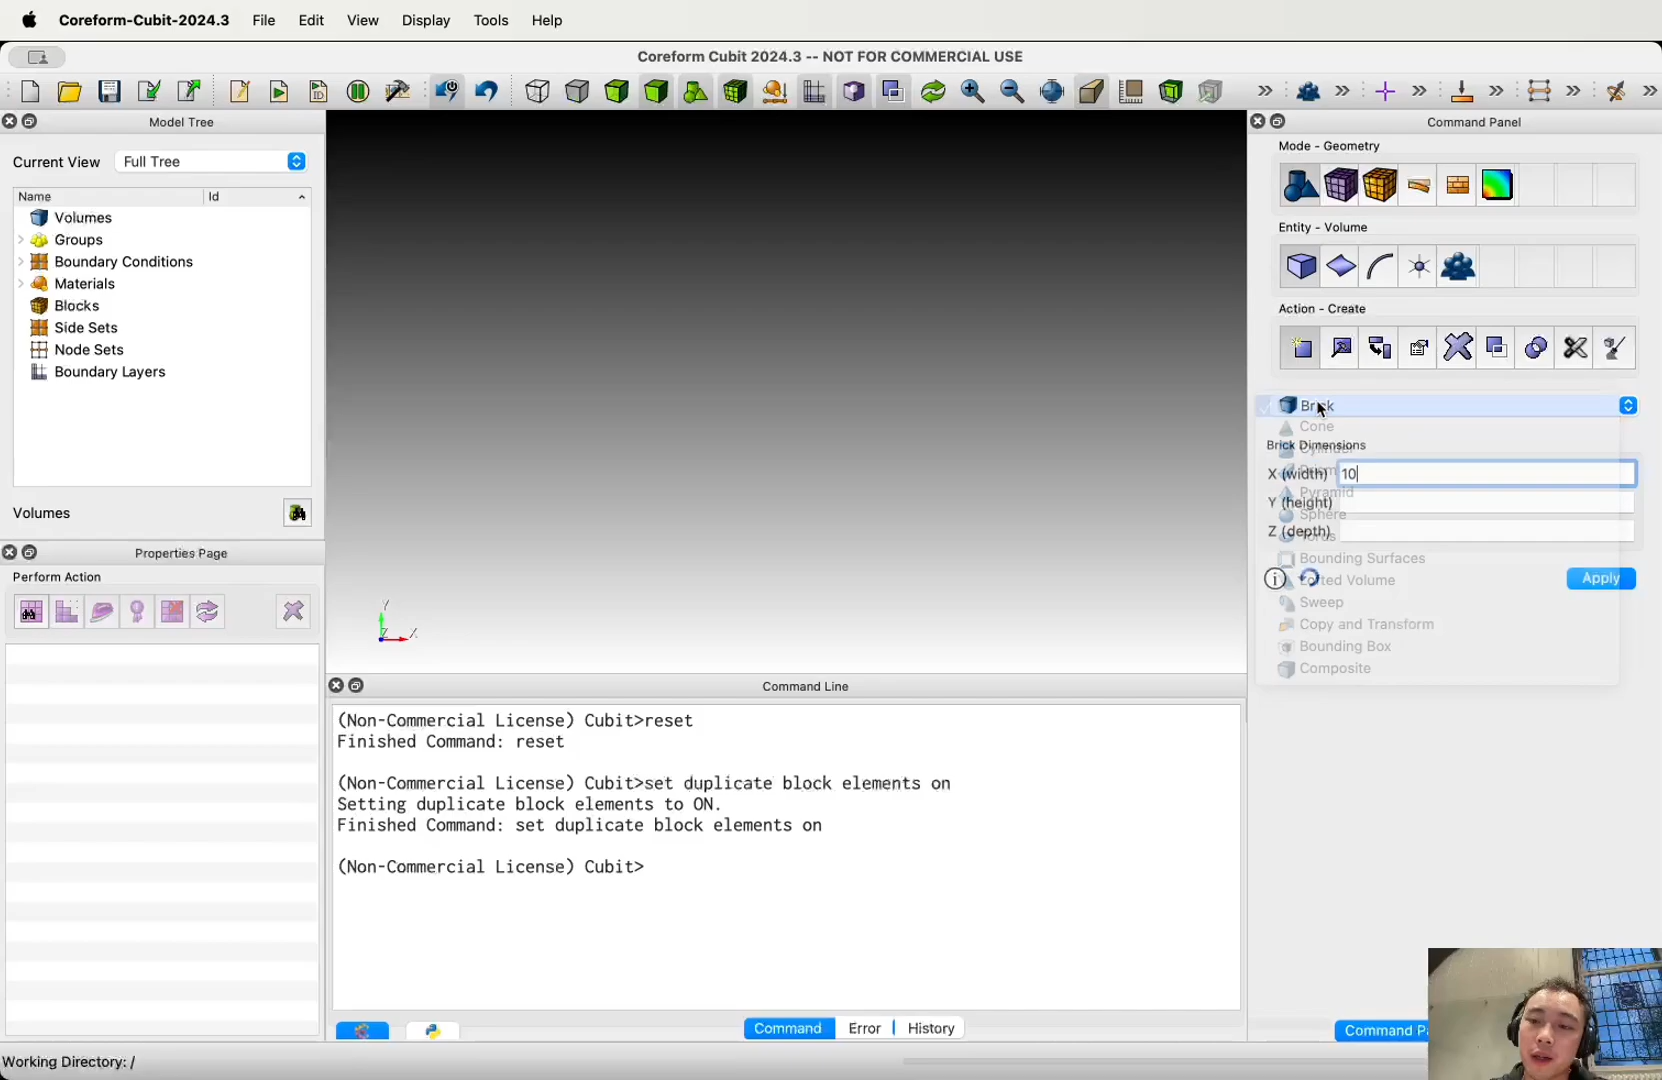 Coreform-Cubit-2024.3 File Edit View Display Tools Help
Coreform Cubit 2024.3 -- NOT FOR COMMERCIAL USE
Model Tree
Current View Full Tree
Name Id
Volumes
Groups
Boundary Conditions
Materials
Blocks
Side Sets
Node Sets
Boundary Layers
Volumes
Properties Page
Perform Action
Y
Z X
Command Line
(Non-Commercial License) Cubit>reset
Finished Command: reset
(Non-Commercial License) Cubit>set duplicate block elements on
Setting duplicate block elements to ON.
Finished Command: set duplicate block elements on
(Non-Commercial License) Cubit>
Command Error History
Command Panel
Mode - Geometry
Entity - Volume
Action - Create
Brick
Cone
Brick Dimensions
Cylinder
X (width) 10
Pyramid
Y (height)
Sphere
Z (depth)
Bounding Surfaces
Lofted Volume
Apply
Sweep
Copy and Transform
Bounding Box
Composite
Working Directory: /